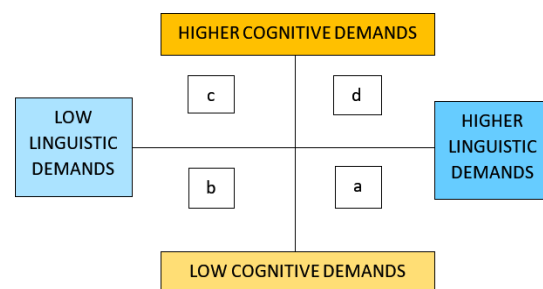 HIGHER COGNITIVE DEMANDS
c
d
LOW
LINGUISTIC
DEMANDS
HIGHER
LINGUISTIC
DEMANDS
b
a
LOW COGNITIVE DEMANDS